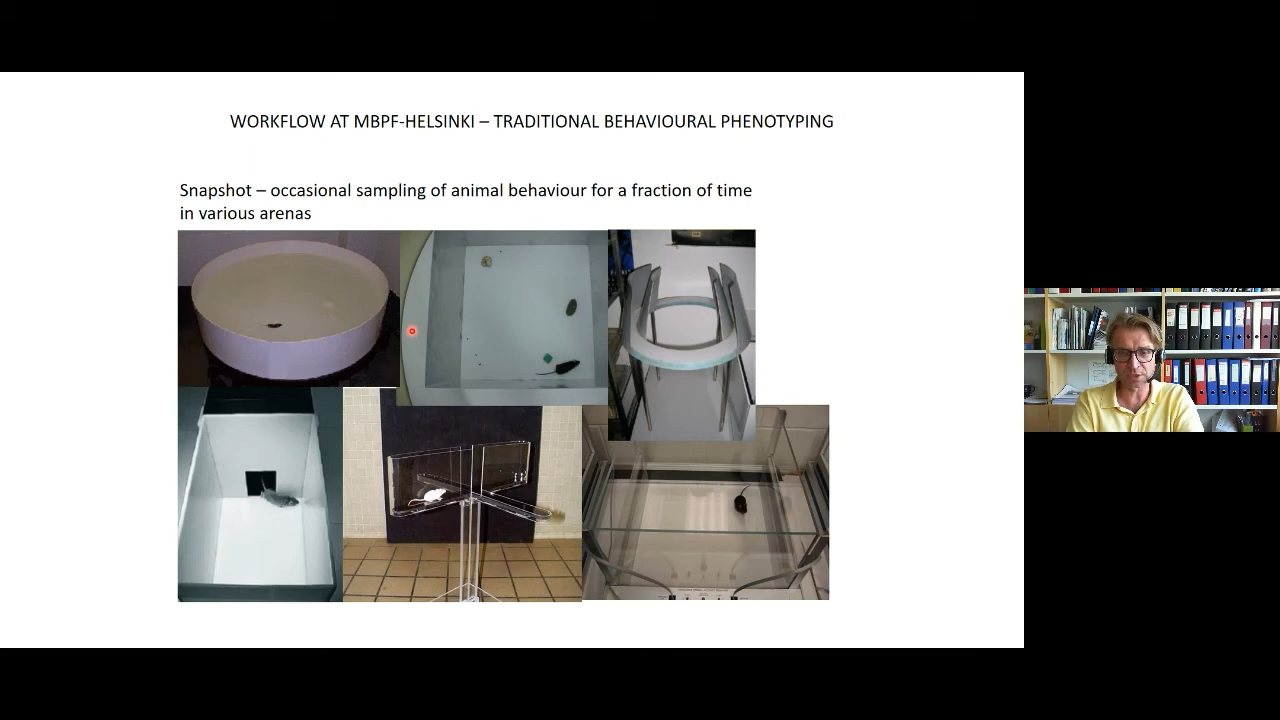 WORKFLOW AT MBPF-HELSINKI – TRADITIONAL BEHAVIOURAL PHENOTYPING
Snapshot – occasional sampling of animal behaviour for a fraction of time
in various arenas